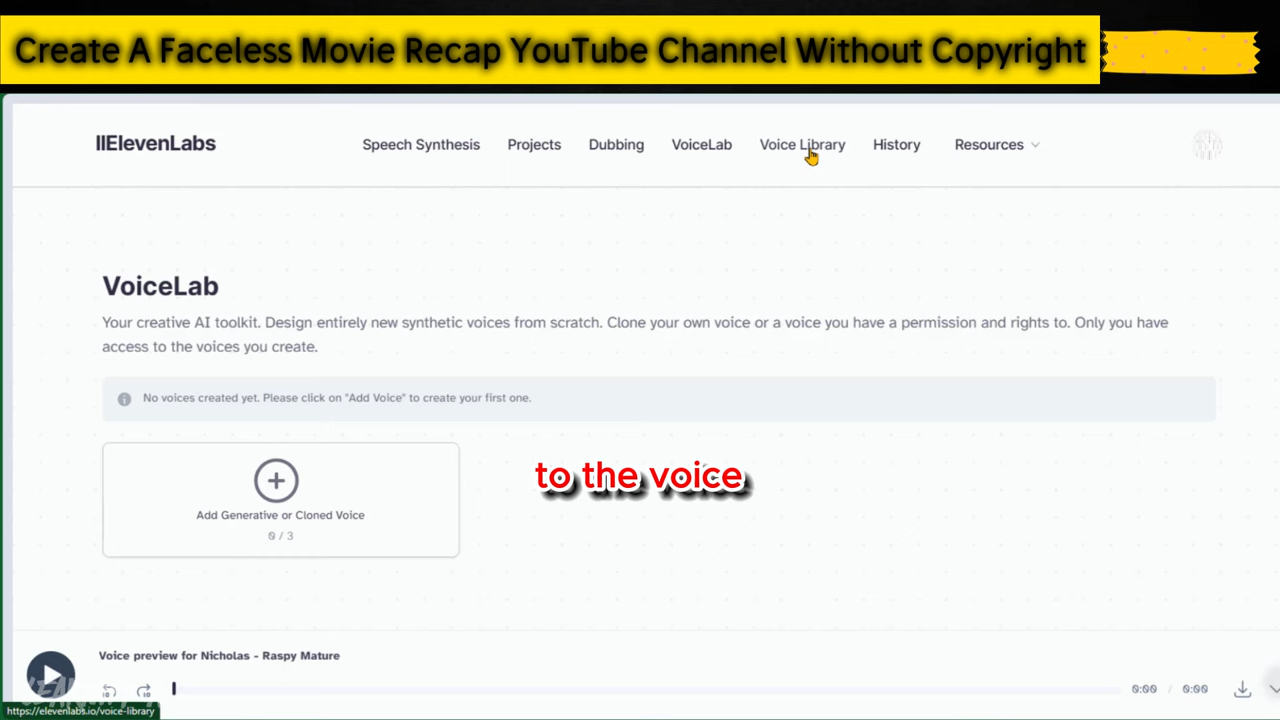 Create A Faceless Movie Recap YouTube Channel Without Copyright
IIElevenLabs
Speech Synthesis Projects Dubbing VoiceLab Voice Library History Resources
VoiceLab
Your creative AI toolkit. Design entirely new synthetic voices from scratch. Clone your own voice or a voice you have a permission and rights to. Only you have
access to the voices you create.
No voices created yet. Please click on "Add Voice" to create your first one.
to the voice
Add Generative or Cloned Voice
0 / 3
Voice preview for Nicholas - Raspy Mature
10 10 0:00 / 0:00
https://elevenlabs.io/voice-library